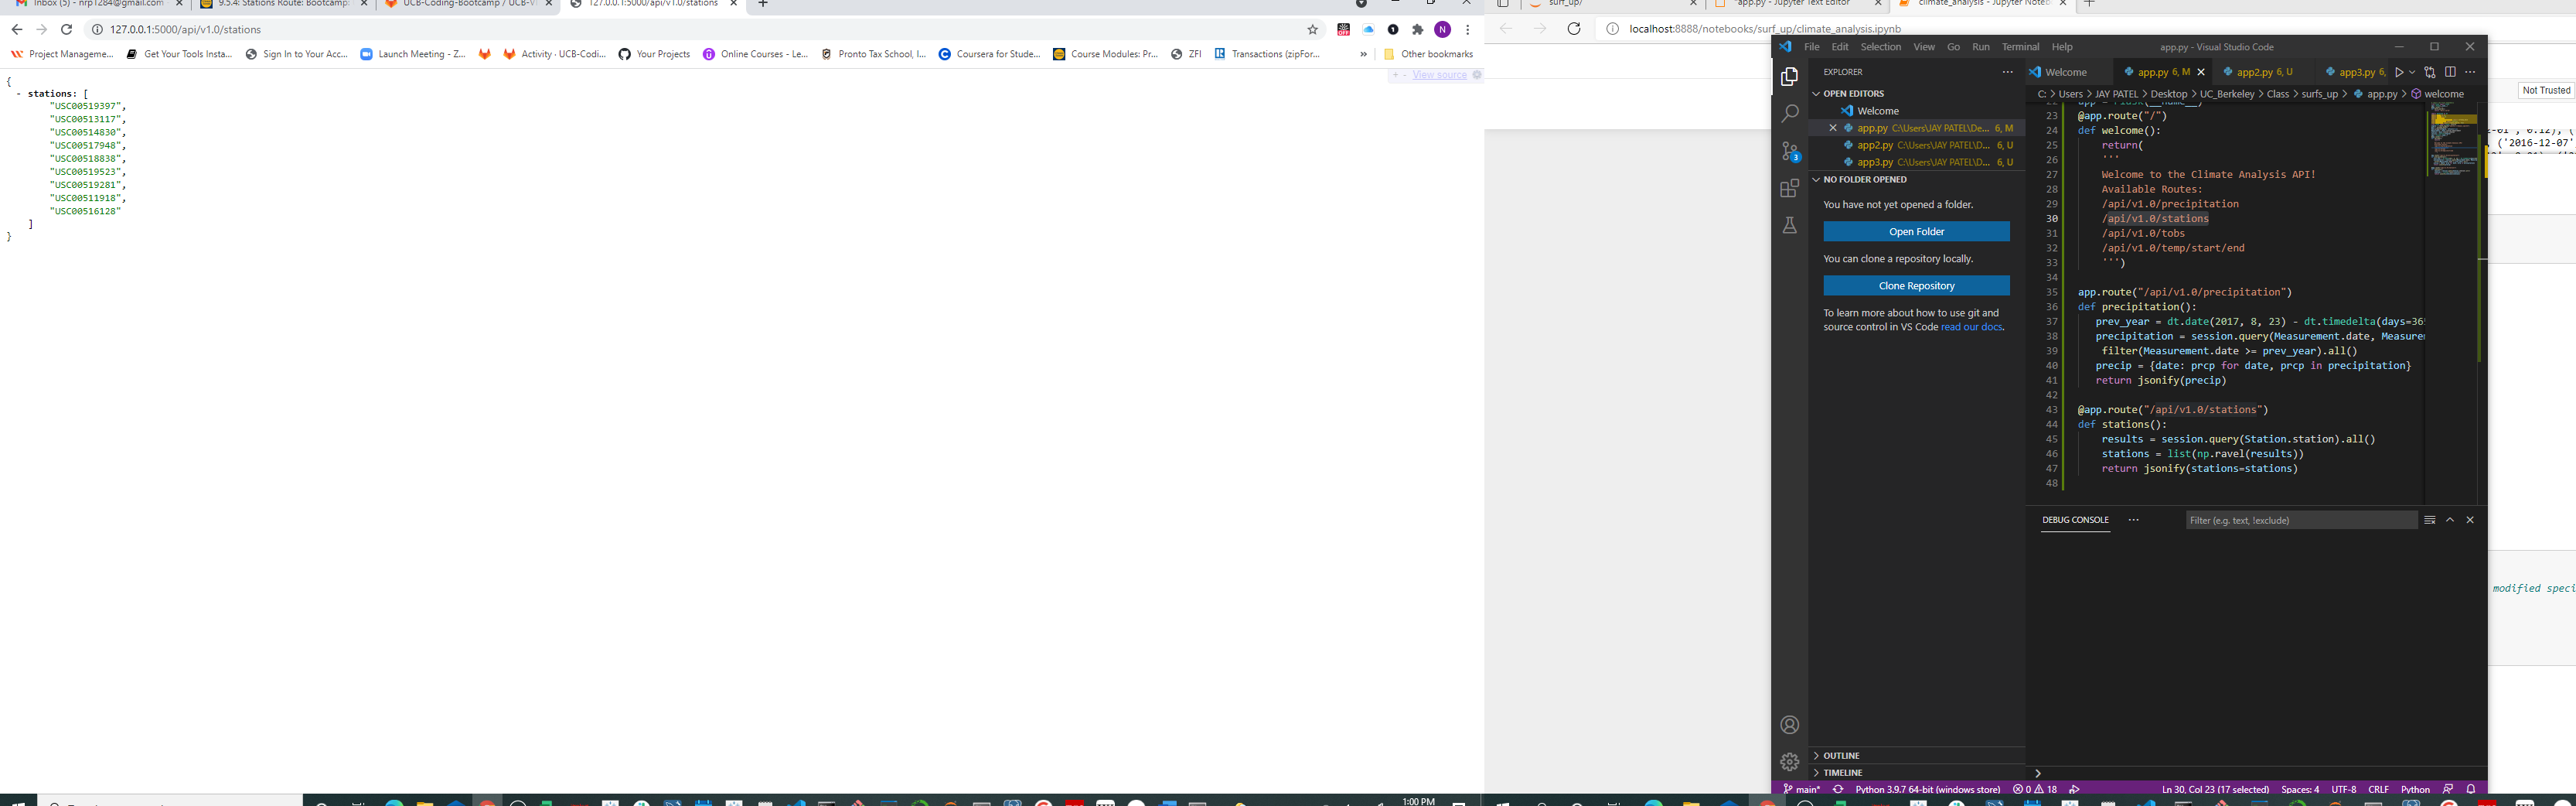 Inbox (5) - nrp1284@gmail.com
9.5.4: Stations Route: Bootcamp:
UCB-Coding-Bootcamp / UCB-VI
127.0.0.1:5000/api/v1.0/stations
127.0.0.1:5000/api/v1.0/stations
Project Manageme...
Get Your Tools Insta...
Sign In to Your Acc...
Launch Meeting - Z...
Activity · UCB-Codi...
Your Projects
Online Courses - Le...
Pronto Tax School, I...
Coursera for Stude...
Course Modules: Pr...
ZFI
Transactions (zipFor...
»
Other bookmarks
+ - View source
{
- stations: [
"USC00519397",
"USC00513117",
"USC00514830",
"USC00517948",
"USC00518838",
"USC00519523",
"USC00519281",
"USC00511918",
"USC00516128"
]
}
surf_up/
*app.py - Jupyter Text Editor
climate_analysis - Jupyter Noteb
localhost:8888/notebooks/surf_up/climate_analysis.ipynb
Not Trusted
('2016-12-07'
modified speci
File Edit Selection View Go Run Terminal Help
app.py - Visual Studio Code
EXPLORER
OPEN EDITORS
Welcome
app.py C:\Users\JAY PATEL\De... 6, M
app2.py C:\Users\JAY PATEL\D... 6, U
app3.py C:\Users\JAY PATEL\D... 6, U
NO FOLDER OPENED
You have not yet opened a folder.
Open Folder
You can clone a repository locally.
Clone Repository
To learn more about how to use git and
source control in VS Code read our docs.
OUTLINE
TIMELINE
Welcome
app.py 6, M
app2.py 6, U
app3.py 6,
C: > Users > JAY PATEL > Desktop > UC_Berkeley > Class > surfs_up > app.py > welcome
22 app = Flask(__name__)
23 @app.route("/")
24 def welcome():
25 return(
26 '''
27 Welcome to the Climate Analysis API!
28 Available Routes:
29 /api/v1.0/precipitation
30 /api/v1.0/stations
31 /api/v1.0/tobs
32 /api/v1.0/temp/start/end
33 ''')
34
35 app.route("/api/v1.0/precipitation")
36 def precipitation():
37 prev_year = dt.date(2017, 8, 23) - dt.timedelta(days=365
38 precipitation = session.query(Measurement.date, Measurem
39 filter(Measurement.date >= prev_year).all()
40 precip = {date: prcp for date, prcp in precipitation}
41 return jsonify(precip)
42
43 @app.route("/api/v1.0/stations")
44 def stations():
45 results = session.query(Station.station).all()
46 stations = list(np.ravel(results))
47 return jsonify(stations=stations)
48
DEBUG CONSOLE
Filter (e.g. text, !exclude)
main*
Python 3.9.7 64-bit (windows store)
0 18
Ln 30, Col 23 (17 selected)
Spaces: 4
UTF-8
CRLF
Python
1:00 PM